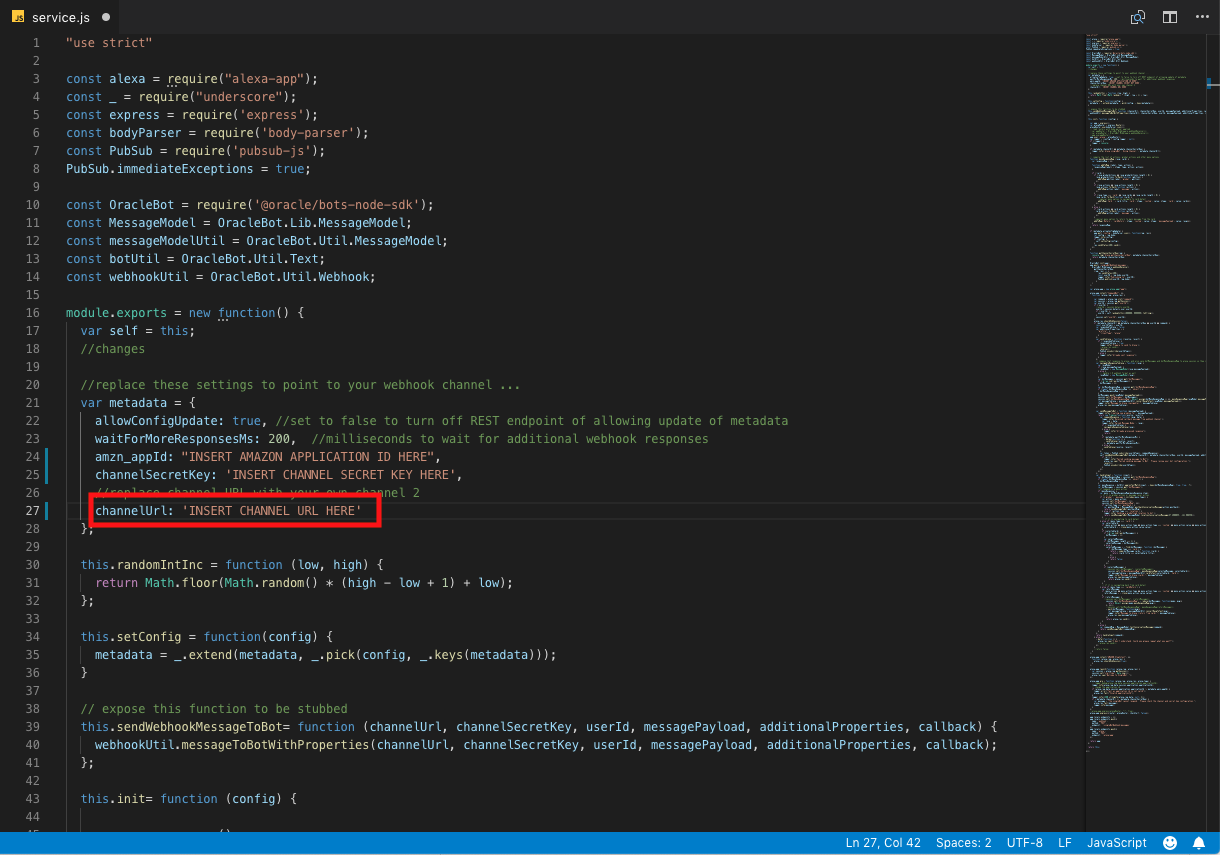 JS service.js
1 "use strict"
2
3 const alexa = require("alexa-app");
4 const _ = require("underscore");
5 const express = require('express');
6 const bodyParser = require('body-parser');
7 const PubSub = require('pubsub-js');
8 PubSub.immediateExceptions = true;
9
10 const OracleBot = require('@oracle/bots-node-sdk');
11 const MessageModel = OracleBot.Lib.MessageModel;
12 const messageModelUtil = OracleBot.Util.MessageModel;
13 const botUtil = OracleBot.Util.Text;
14 const webhookUtil = OracleBot.Util.Webhook;
15
16 module.exports = new function() {
17 var self = this;
18 //changes
19
20 //replace these settings to point to your webhook channel ...
21 var metadata = {
22 allowConfigUpdate: true, //set to false to turn off REST endpoint of allowing update of metadata
23 waitForMoreResponsesMs: 200, //milliseconds to wait for additional webhook responses
24 amzn_appId: "INSERT AMAZON APPLICATION ID HERE",
25 channelSecretKey: 'INSERT CHANNEL SECRET KEY HERE',
26 //replace channel URL with your own channel 2
27 channelUrl: 'INSERT CHANNEL URL HERE'
28 };
29
30 this.randomIntInc = function (low, high) {
31 return Math.floor(Math.random() * (high - low + 1) + low);
32 };
33
34 this.setConfig = function(config) {
35 metadata = _.extend(metadata, _.pick(config, _.keys(metadata)));
36 }
37
38 // expose this function to be stubbed
39 this.sendWebhookMessageToBot= function (channelUrl, channelSecretKey, userId, messagePayload, additionalProperties, callback) {
40 webhookUtil.messageToBotWithProperties(channelUrl, channelSecretKey, userId, messagePayload, additionalProperties, callback);
41 };
42
43 this.init= function (config) {
44
Ln 27, Col 42 Spaces: 2 UTF-8 LF JavaScript